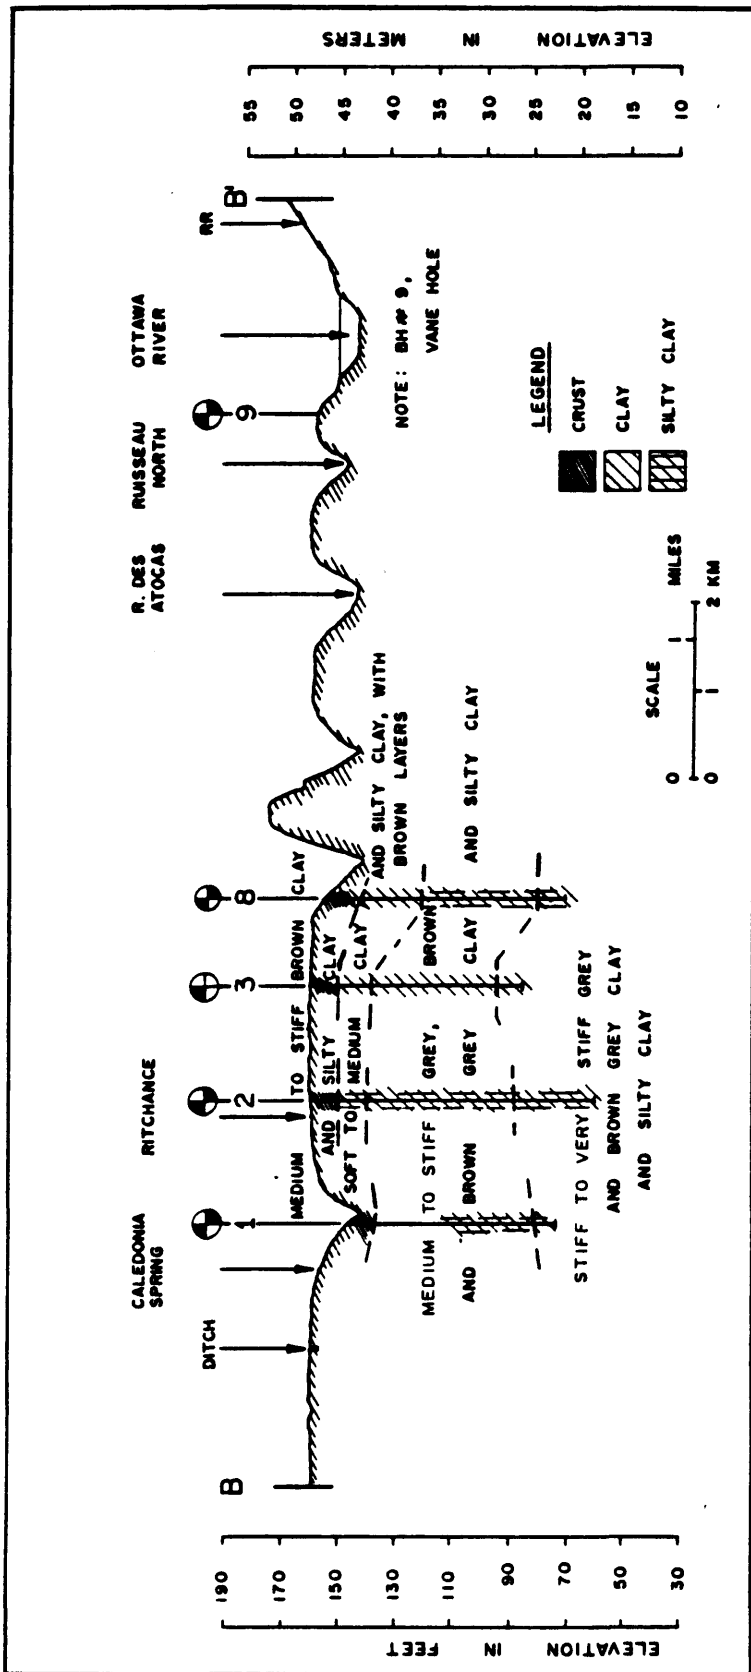 ELEVATION IN FEET
190
170
150
130
110
90
70
50
30
B
DITCH
CALEDONIA
SPRING
1
RITCHANCE
2
3
8
R. DES
ATOCAS
RUISSEAU
NORTH
9
OTTAWA
RIVER
RR
B'
MEDIUM TO STIFF BROWN CLAY
AND SILTY CLAY
SOFT TO MEDIUM CLAY AND SILTY CLAY, WITH
BROWN LAYERS
MEDIUM TO STIFF GREY, BROWN
AND BROWN GREY CLAY AND SILTY CLAY
STIFF TO VERY STIFF GREY
AND BROWN GREY CLAY
AND SILTY CLAY
NOTE: BH# 9,
VANE HOLE
LEGEND
CRUST
CLAY
SILTY CLAY
SCALE
0 1 MILES
0 1 2 KM
55
50
45
40
35
30
25
20
15
10
ELEVATION IN METERS